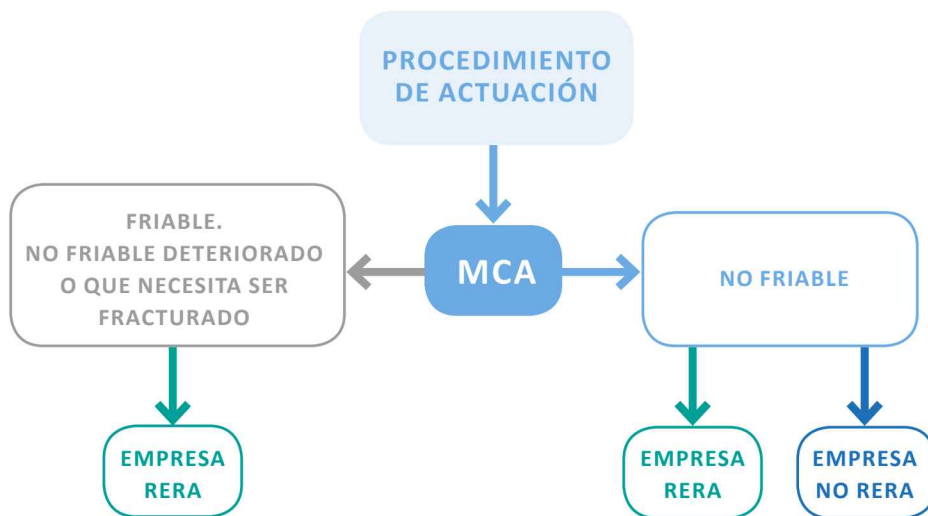 PROCEDIMIENTO
DE ACTUACIÓN
FRIABLE.
NO FRIABLE DETERIORADO
O QUE NECESITA SER
FRACTURADO
MCA
NO FRIABLE
EMPRESA
RERA
EMPRESA
RERA
EMPRESA
NO RERA